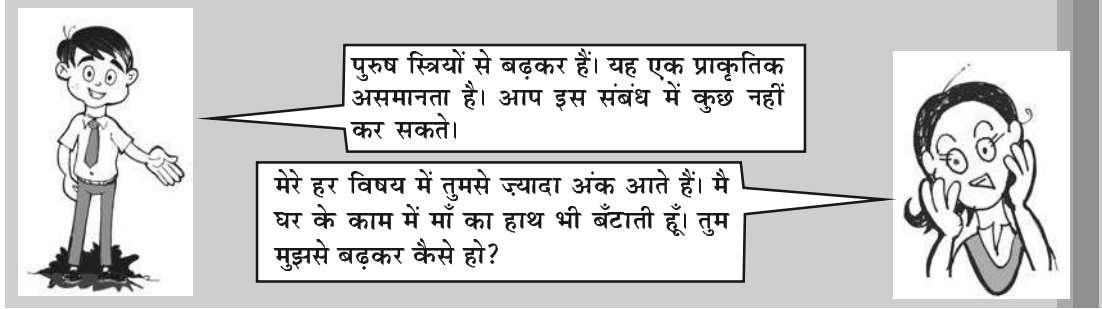 पुरुष स्त्रियों से बढ़कर हैं। यह एक प्राकृतिक
असमानता है। आप इस संबंध में कुछ नहीं
कर सकते।
मेरे हर विषय में तुमसे ज़्यादा अंक आते हैं। मै
घर के काम में माँ का हाथ भी बँटाती हूँ। तुम
मुझसे बढ़कर कैसे हो?